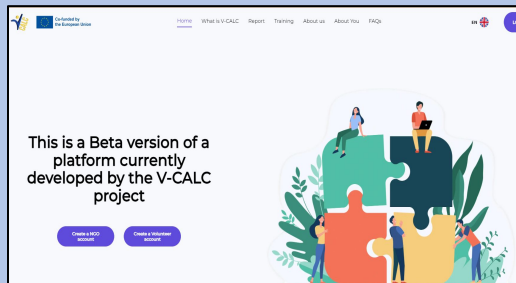 Co-funded by
the European Union
Home What is V-CALC Report Training About us About You FAQs
EN
This is a Beta version of a
platform currently
developed by the V-CALC
project
Create a NGO
account
Create a Volunteer
account